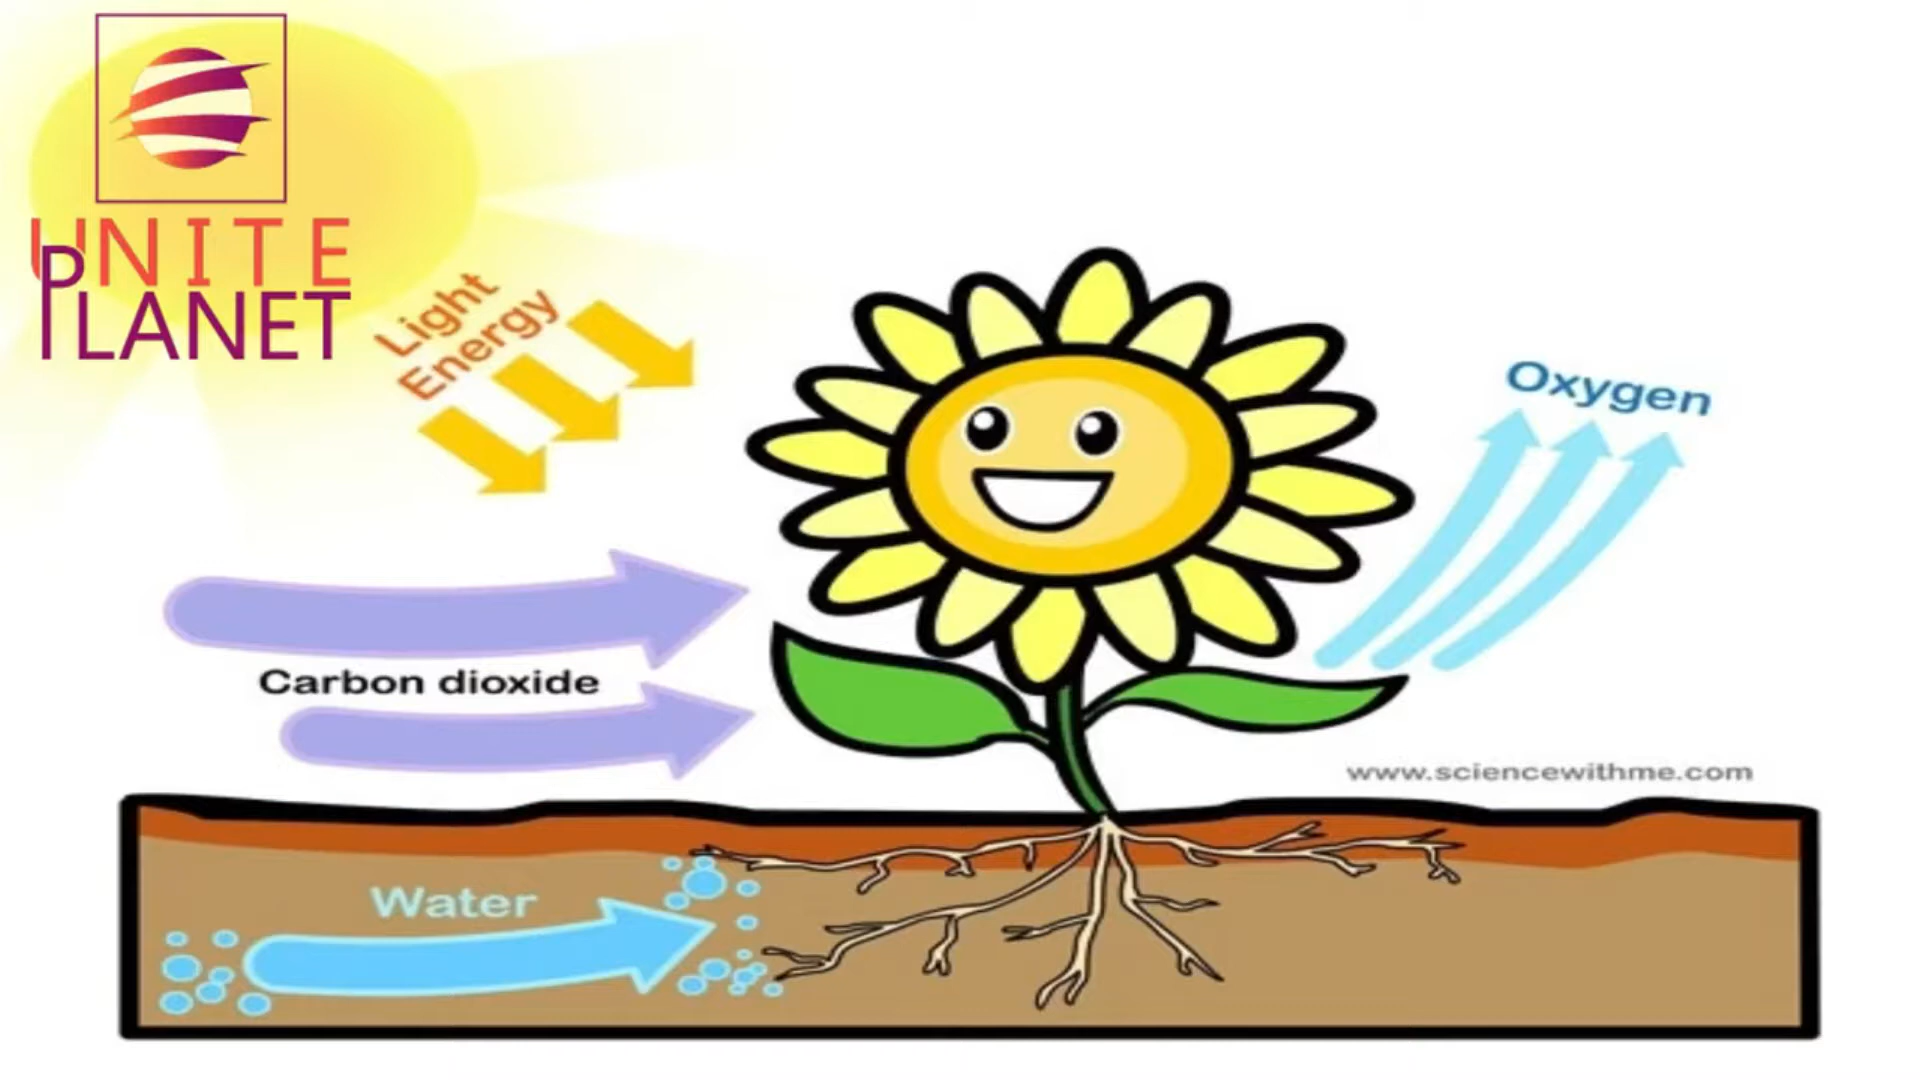 UNITE
PLANET
Light
Energy
Oxygen
Carbon dioxide
www.sciencewithme.com
Water